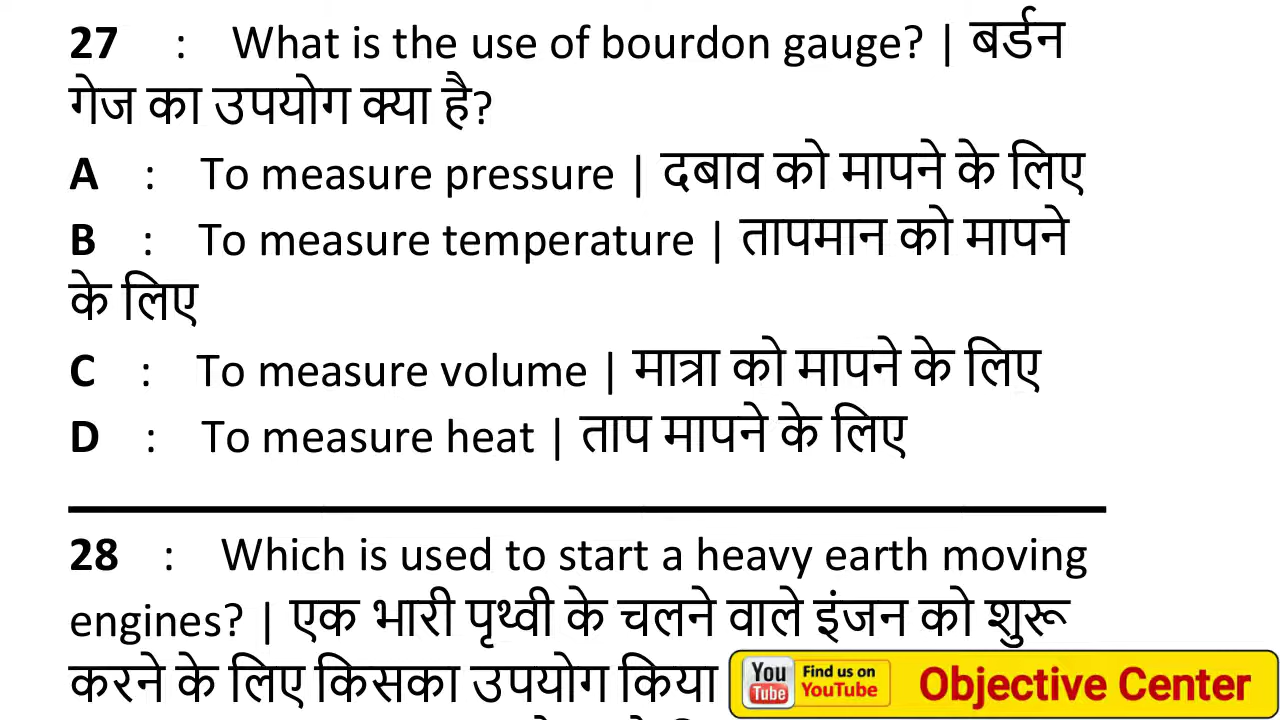 27 : What is the use of bourdon gauge? | बर्डन
गेज का उपयोग क्या है?
A : To measure pressure | दबाव को मापने के लिए
B : To measure temperature | तापमान को मापने
के लिए
C : To measure volume | मात्रा को मापने के लिए
D : To measure heat | ताप मापने के लिए
28 : Which is used to start a heavy earth moving
engines? | एक भारी पृथ्वी के चलने वाले इंजन को शुरू
करने के लिए किसका उपयोग किया
You Tube
Find us on
YouTube
Objective Center